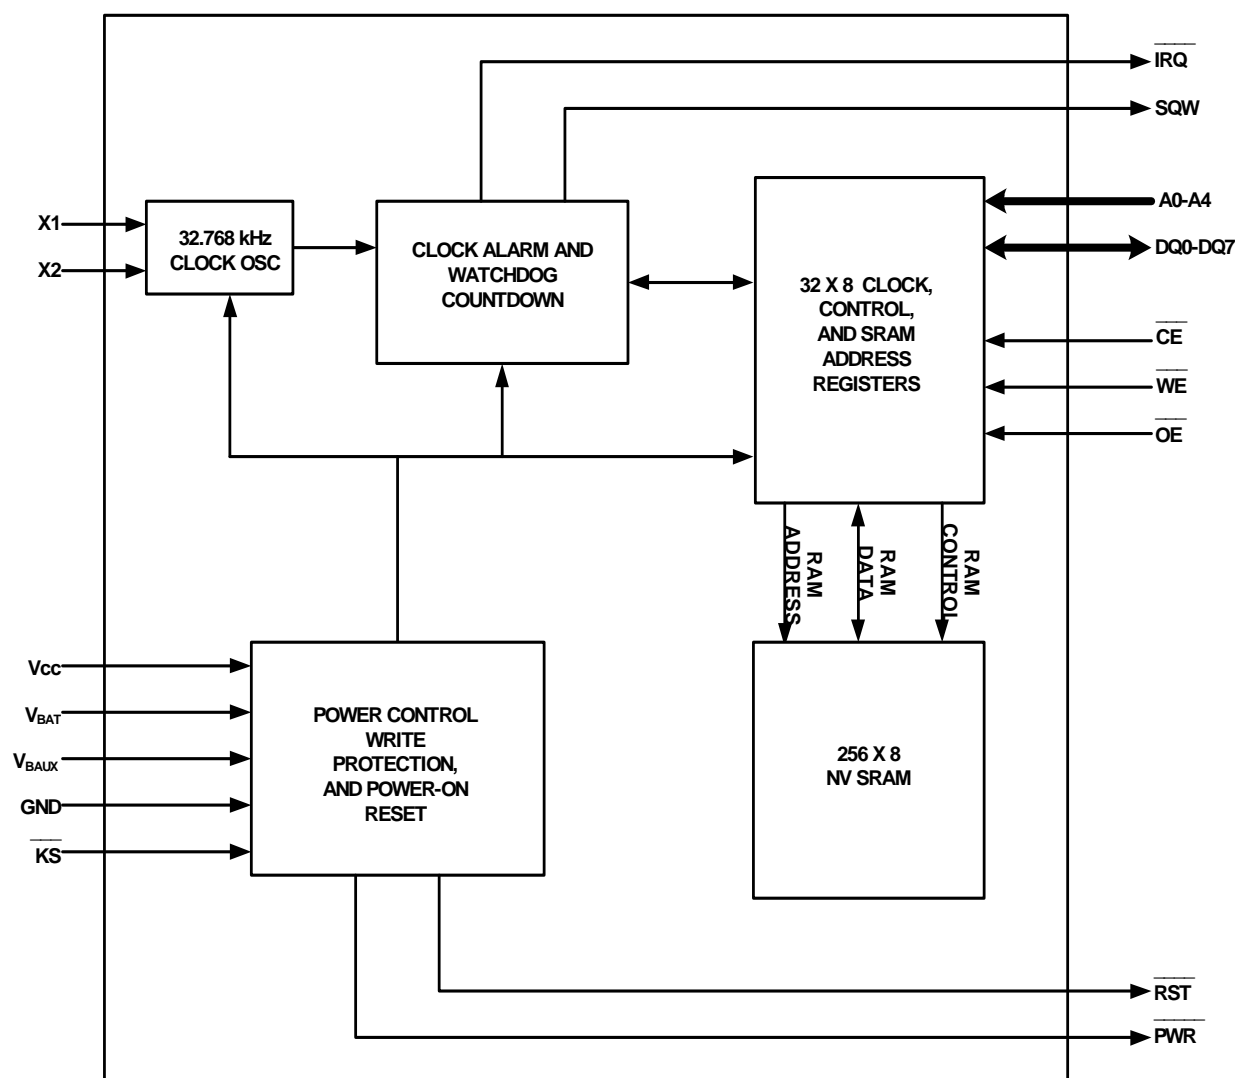 IRQ
SQW
X1
X2
32.768 kHz
CLOCK OSC
CLOCK ALARM AND
WATCHDOG
COUNTDOWN
32 X 8 CLOCK,
CONTROL,
AND SRAM
ADDRESS
REGISTERS
A0-A4
DQ0-DQ7
CE
WE
OE
RAM
ADDRESS
RAM
DATA
RAM
CONTROL
Vcc
VBAT
VBAUX
GND
KS
POWER CONTROL
WRITE
PROTECTION,
AND POWER-ON
RESET
256 X 8
NV SRAM
RST
PWR